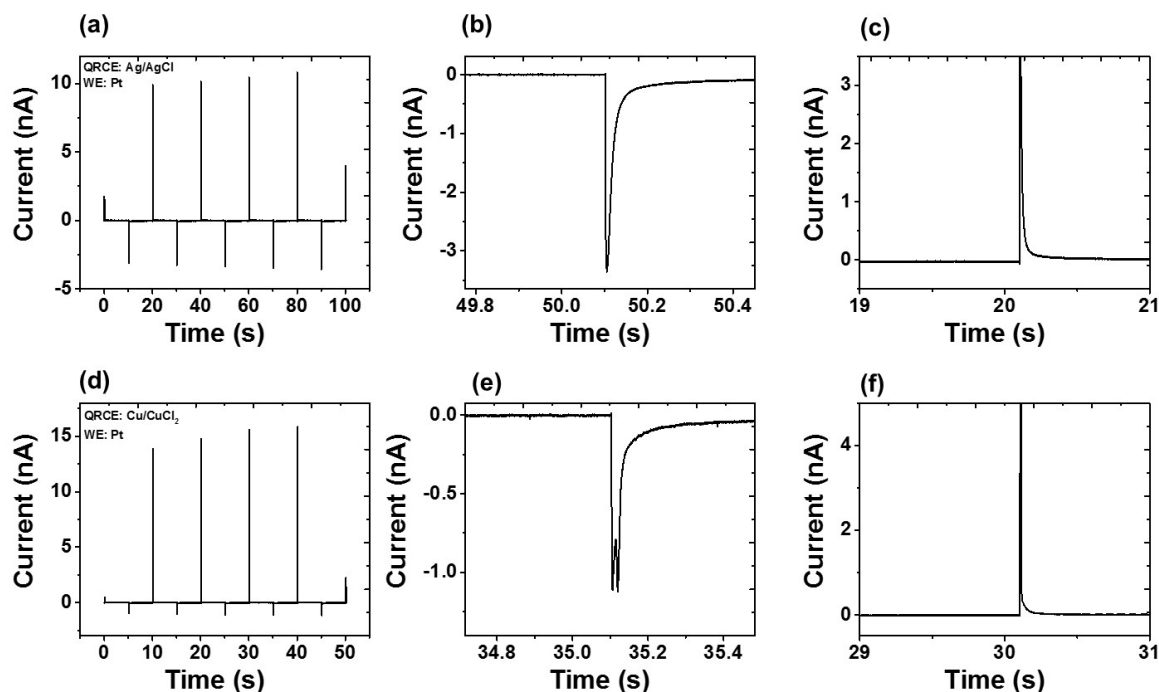 (a)
QRCE: Ag/AgCl
WE: Pt
Current (nA)
10
5
0
-5
0 20 40 60 80 100
Time (s)
(b)
Current (nA)
0
-1
-2
-3
49.8 50.0 50.2 50.4
Time (s)
(c)
Current (nA)
3
2
1
0
19 20 21
Time (s)
(d)
QRCE: Cu/CuCl₂
WE: Pt
Current (nA)
15
10
5
0
0 10 20 30 40 50
Time (s)
(e)
Current (nA)
0.0
-0.5
-1.0
34.8 35.0 35.2 35.4
Time (s)
(f)
Current (nA)
4
2
0
29 30 31
Time (s)